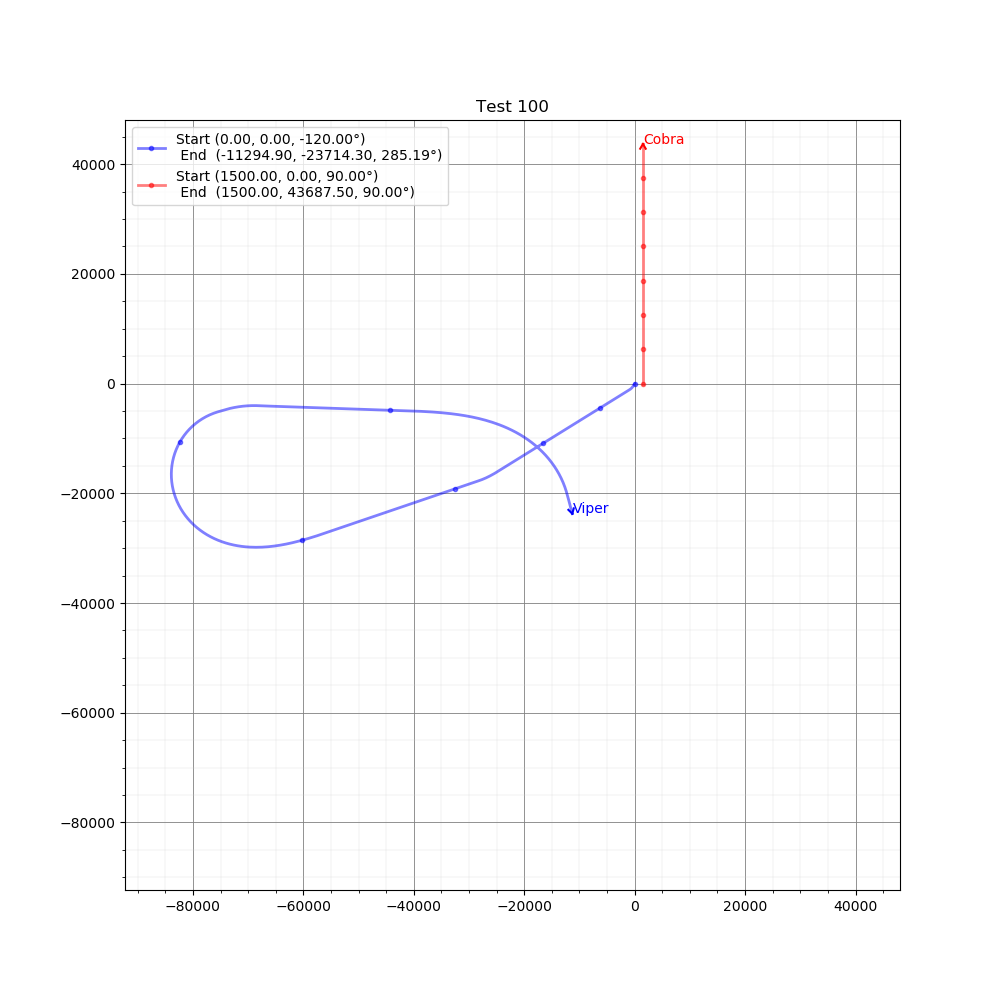 Test 100
Start (0.00, 0.00, -120.00°)
End  (-11294.90, -23714.30, 285.19°)
Start (1500.00, 0.00, 90.00°)
End  (1500.00, 43687.50, 90.00°)
Cobra
Viper
40000
20000
0
−20000
−40000
−60000
−80000
−80000
−60000
−40000
−20000
0
20000
40000